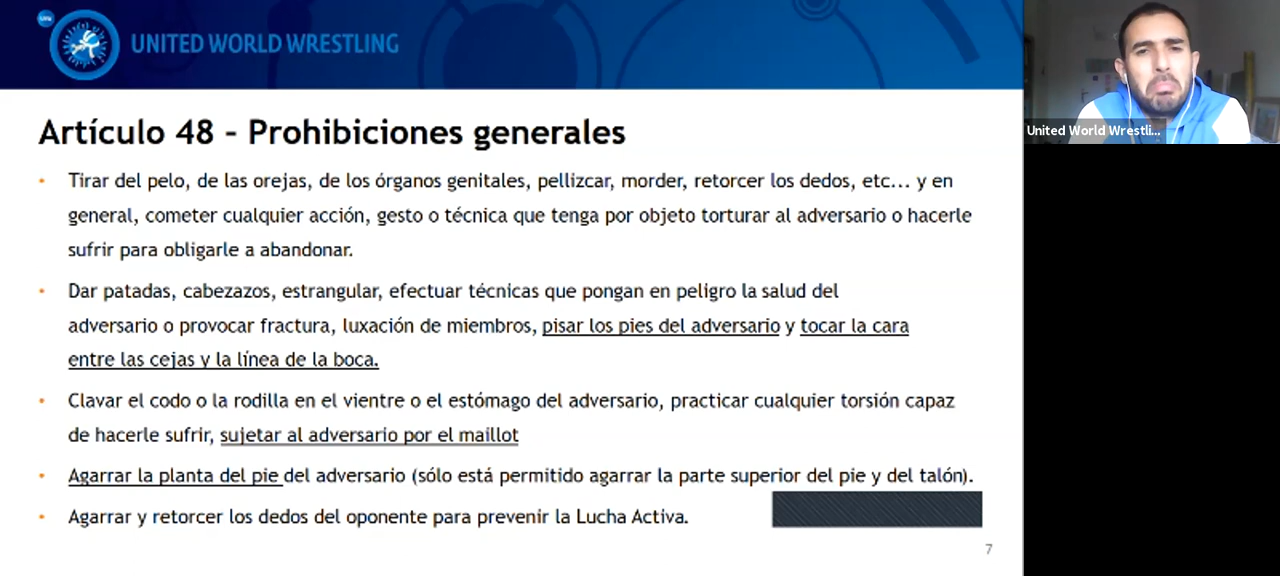 uww
UNITED WORLD WRESTLING
Artículo 48 - Prohibiciones generales
• Tirar del pelo, de las orejas, de los órganos genitales, pellizcar, morder, retorcer los dedos, etc... y en
general, cometer cualquier acción, gesto o técnica que tenga por objeto torturar al adversario o hacerle
sufrir para obligarle a abandonar.
• Dar patadas, cabezazos, estrangular, efectuar técnicas que pongan en peligro la salud del
adversario o provocar fractura, luxación de miembros, pisar los pies del adversario y tocar la cara
entre las cejas y la línea de la boca.
• Clavar el codo o la rodilla en el vientre o el estómago del adversario, practicar cualquier torsión capaz
de hacerle sufrir, sujetar al adversario por el maillot
• Agarrar la planta del pie del adversario (sólo está permitido agarrar la parte superior del pie y del talón).
• Agarrar y retorcer los dedos del oponente para prevenir la Lucha Activa.
7
United World Wrestli...